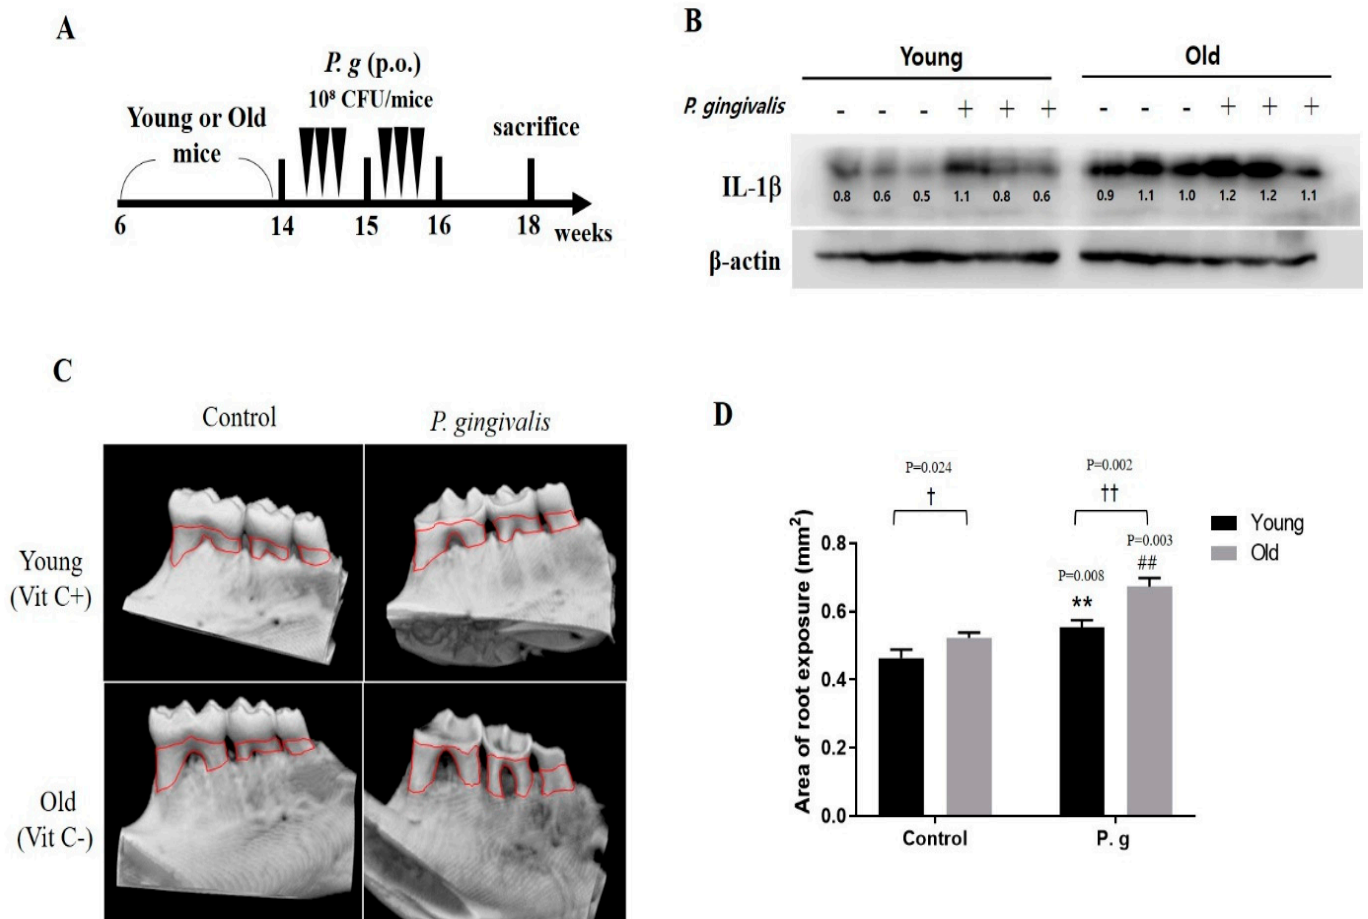 A
P. g (p.o.)
10⁸ CFU/mice
Young or Old
mice
sacrifice
6
14
15
16
18
weeks
B
Young
Old
P. gingivalis
- - - + + + - - - + + +
IL-1β
0.8 0.6 0.5 1.1 0.8 0.6 0.9 1.1 1.0 1.2 1.2 1.1
β-actin
C
Control
P. gingivalis
Young
(Vit C+)
Old
(Vit C-)
D
P=0.024
†
P=0.002
††
Young
Old
P=0.003
##
P=0.008
**
Area of root exposure (mm²)
0.8
0.6
0.4
0.2
0.0
Control
P. g